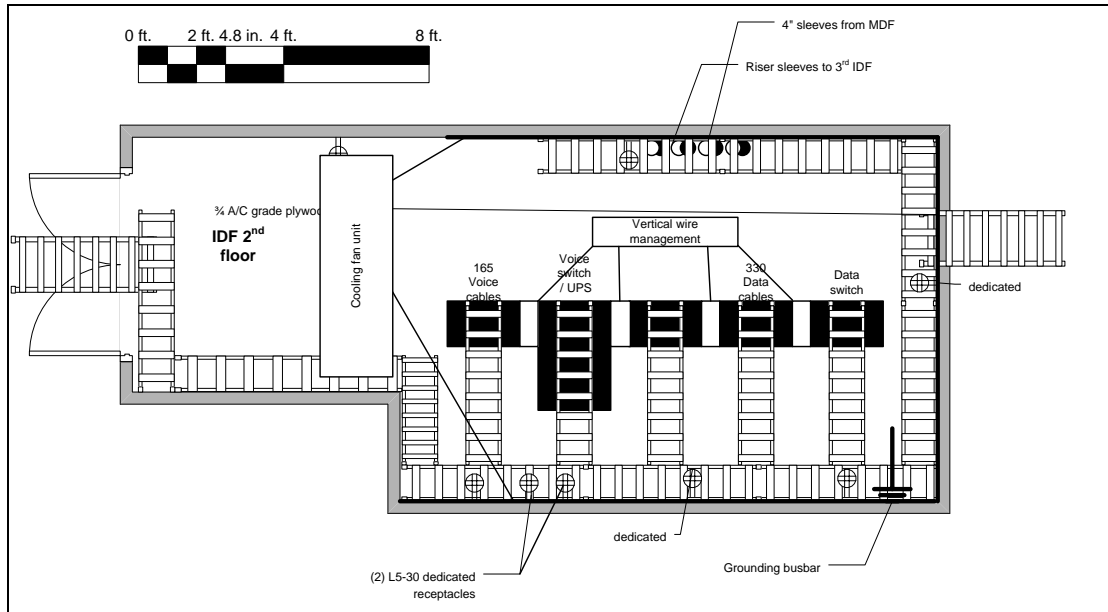 4" sleeves from MDF
0 ft. 2 ft. 4.8 in. 4 ft. 8 ft.
Riser sleeves to 3rd IDF
¾ A/C grade plywo
IDF 2nd
floor
Cooling fan unit
Vertical wire
management
165
Voice
cables
Voice
switch
/ UPS
330
Data
cables
Data
switch
dedicated
dedicated
(2) L5-30 dedicated
receptacles
Grounding busbar